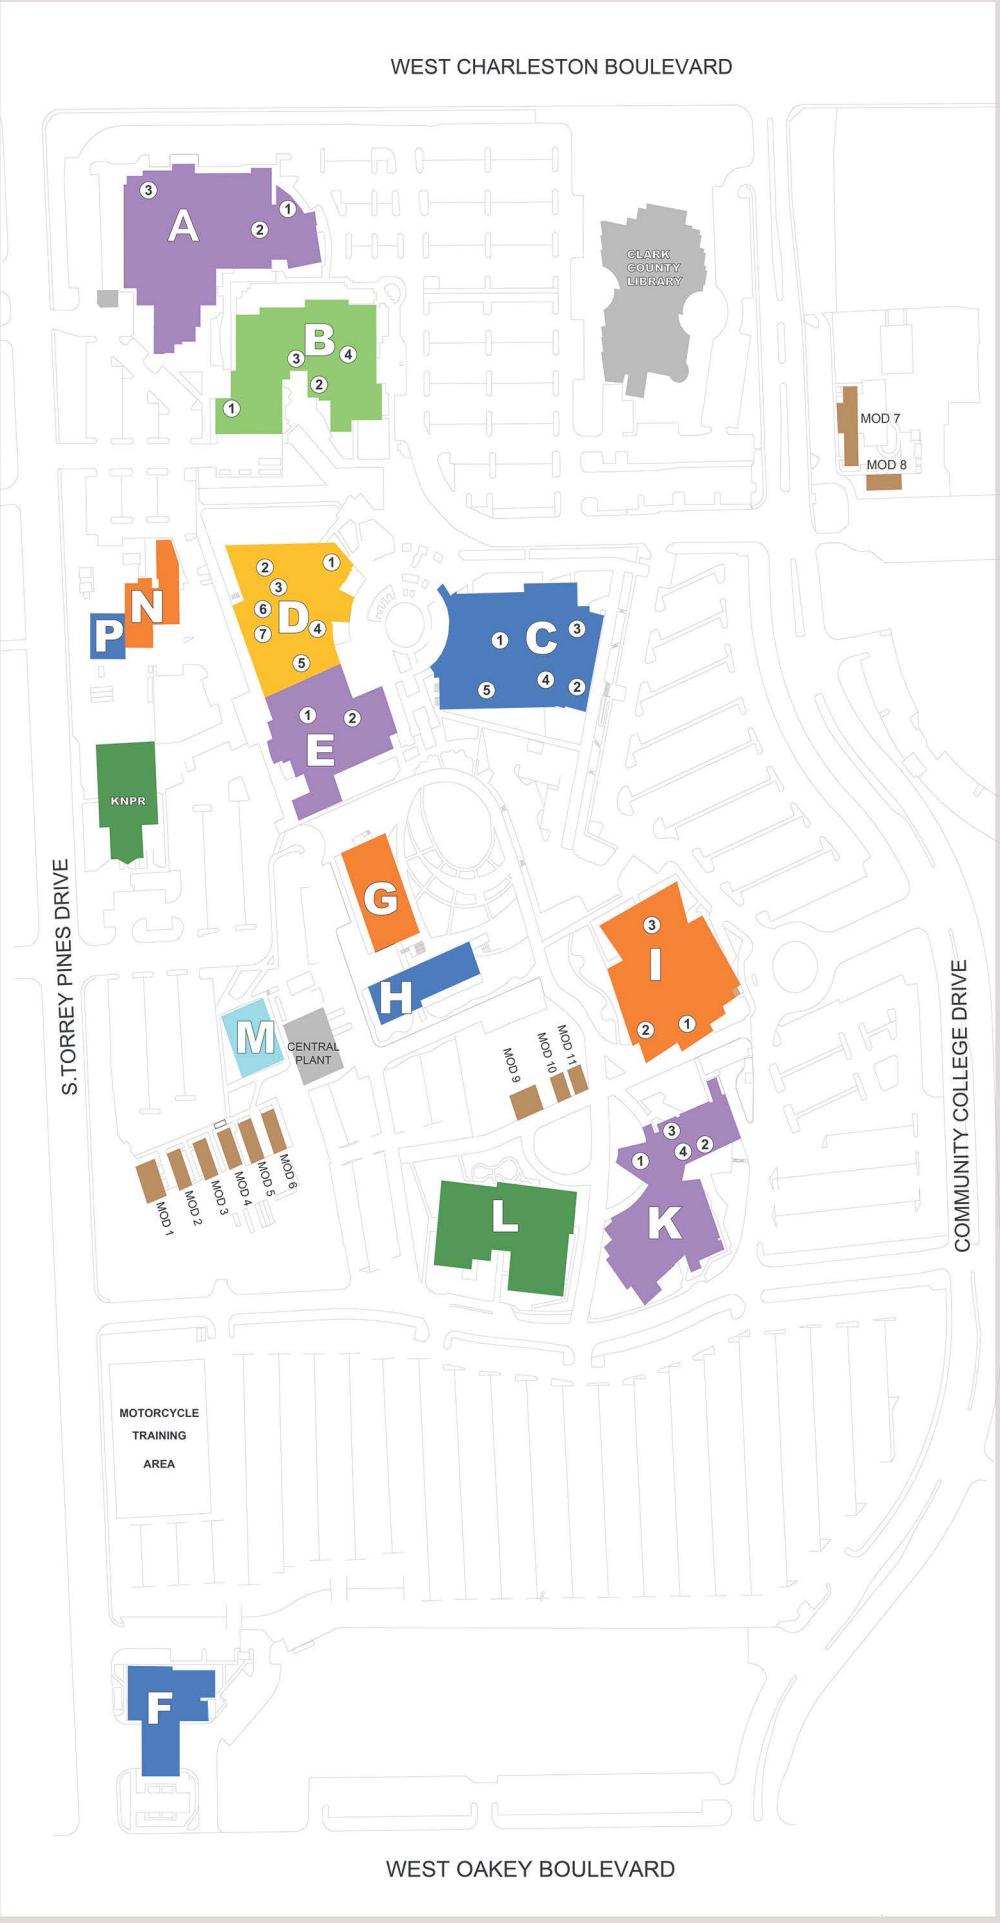 WEST CHARLESTON BOULEVARD
3
A
1
2
CLARK
COUNTY
LIBRARY
B
3
4
2
1
MOD 7
MOD 8
N
P
2
1
3
6
D
4
7
5
1
C
3
4
5
2
1
2
E
KNPR
S.TORREY PINES DRIVE
G
H
3
I
2
1
M
CENTRAL
PLANT
MOD 9
MOD 10
MOD 11
COMMUNITY COLLEGE DRIVE
MOD 1
MOD 2
MOD 3
MOD 4
MOD 5
MOD 6
3
2
4
1
K
L
MOTORCYCLE
TRAINING
AREA
F
WEST OAKEY BOULEVARD